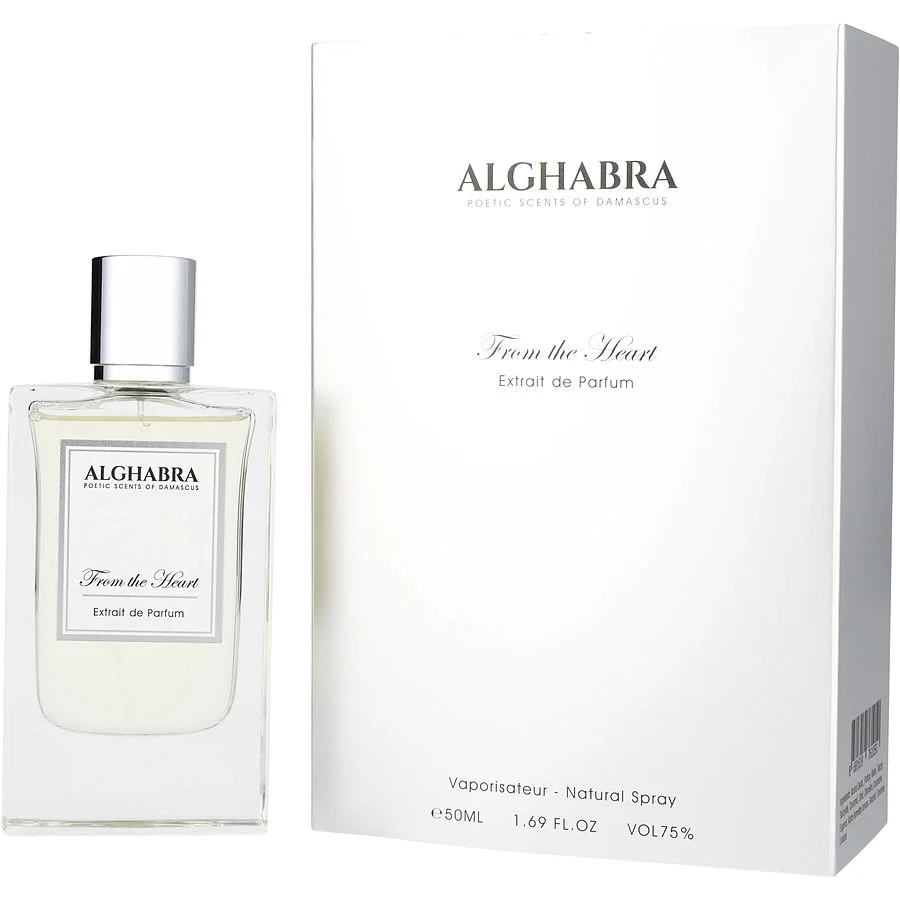 ALGHABRA
POETIC SCENTS OF DAMASCUS
From the Heart
Extrait de Parfum
ALGHABRA
POETIC SCENTS OF DAMASCUS
From the Heart
Extrait de Parfum
Vaporisateur - Natural Spray
℮50ML 1.69 FL.OZ VOL75%